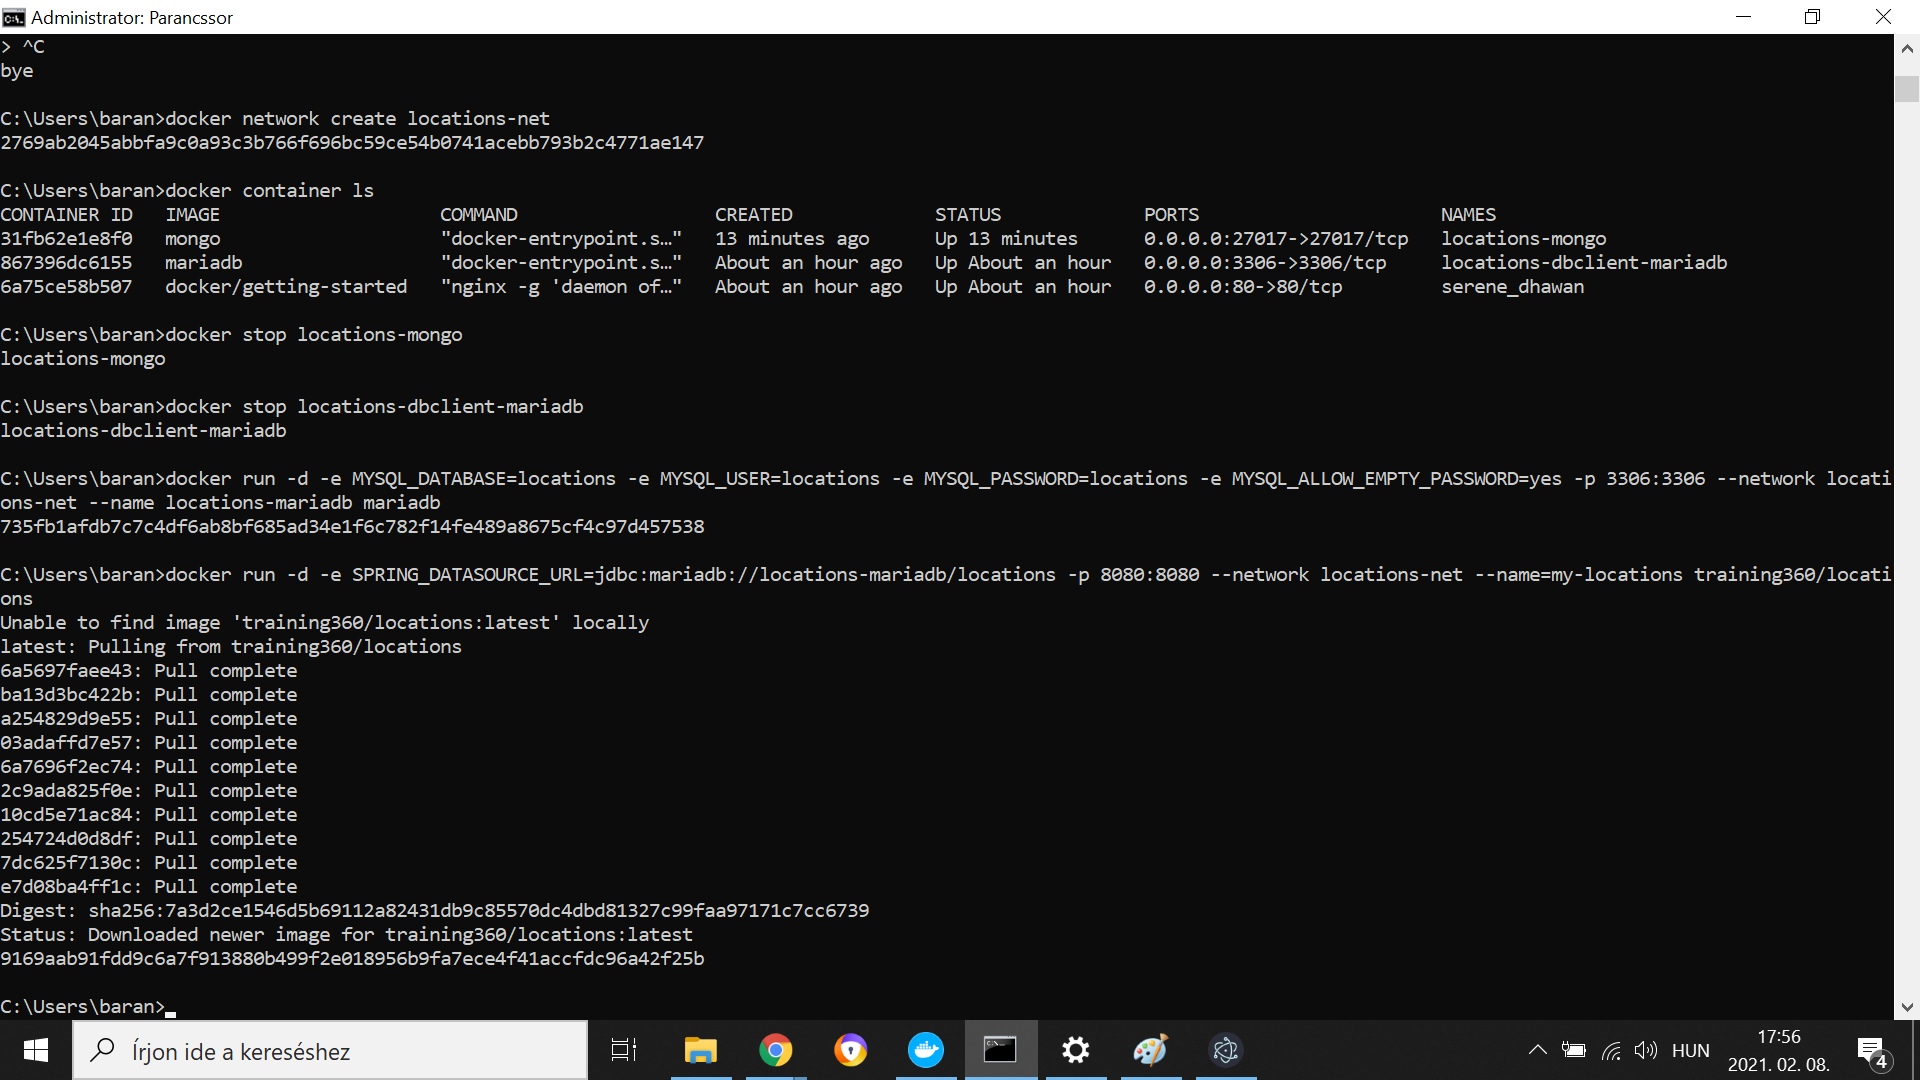 Administrator: Parancssor
> ^C
bye
C:\Users\baran>docker network create locations-net
2769ab2045abbfa9c0a93c3b766f696bc59ce54b0741acebb793b2c4771ae147
C:\Users\baran>docker container ls
CONTAINER ID   IMAGE                    COMMAND                  CREATED             STATUS             PORTS                      NAMES
31fb62e1e8f0   mongo                    "docker-entrypoint.s…"   13 minutes ago      Up 13 minutes      0.0.0.0:27017->27017/tcp   locations-mongo
867396dc6155   mariadb                  "docker-entrypoint.s…"   About an hour ago   Up About an hour   0.0.0.0:3306->3306/tcp     locations-dbclient-mariadb
6a75ce58b507   docker/getting-started   "nginx -g 'daemon of…"   About an hour ago   Up About an hour   0.0.0.0:80->80/tcp         serene_dhawan
C:\Users\baran>docker stop locations-mongo
locations-mongo
C:\Users\baran>docker stop locations-dbclient-mariadb
locations-dbclient-mariadb
C:\Users\baran>docker run -d -e MYSQL_DATABASE=locations -e MYSQL_USER=locations -e MYSQL_PASSWORD=locations -e MYSQL_ALLOW_EMPTY_PASSWORD=yes -p 3306:3306 --network locati
ons-net --name locations-mariadb mariadb
735fb1afdb7c7c4df6ab8bf685ad34e1f6c782f14fe489a8675cf4c97d457538
C:\Users\baran>docker run -d -e SPRING_DATASOURCE_URL=jdbc:mariadb://locations-mariadb/locations -p 8080:8080 --network locations-net --name=my-locations training360/locati
ons
Unable to find image 'training360/locations:latest' locally
latest: Pulling from training360/locations
6a5697faee43: Pull complete
ba13d3bc422b: Pull complete
a254829d9e55: Pull complete
03adaffd7e57: Pull complete
6a7696f2ec74: Pull complete
2c9ada825f0e: Pull complete
10cd5e71ac84: Pull complete
254724d0d8df: Pull complete
7dc625f7130c: Pull complete
e7d08ba4ff1c: Pull complete
Digest: sha256:7a3d2ce1546d5b69112a82431db9c85570dc4dbd81327c99faa97171c7cc6739
Status: Downloaded newer image for training360/locations:latest
9169aab91fdd9c6a7f913880b499f2e018956b9fa7ece4f41accfdc96a42f25b
C:\Users\baran>
Írjon ide a kereséshez
HUN
17:56
2021. 02. 08.
4